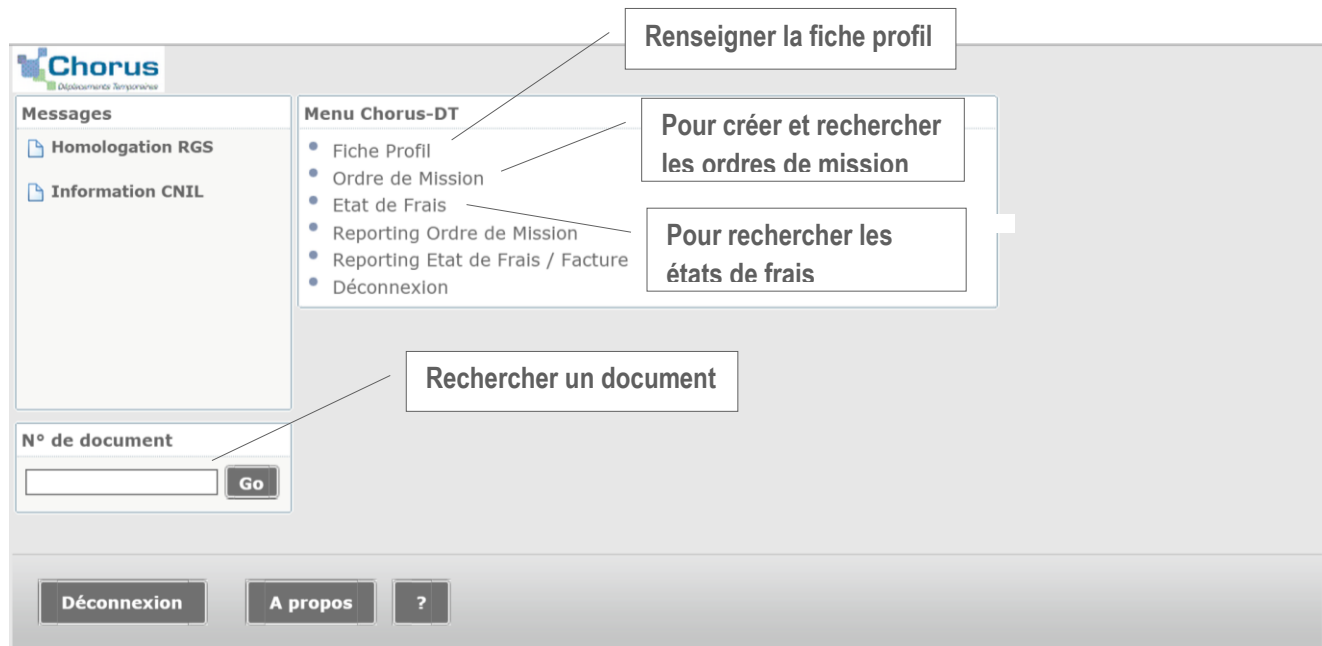 Renseigner la fiche profil
Chorus
Déplacements Temporaires
Messages
Homologation RGS
Information CNIL
Menu Chorus-DT
Fiche Profil
Ordre de Mission
Etat de Frais
Reporting Ordre de Mission
Reporting Etat de Frais / Facture
Déconnexion
Pour créer et rechercher
les ordres de mission
Pour rechercher les
états de frais
Rechercher un document
N° de document
Go
Déconnexion
A propos
?